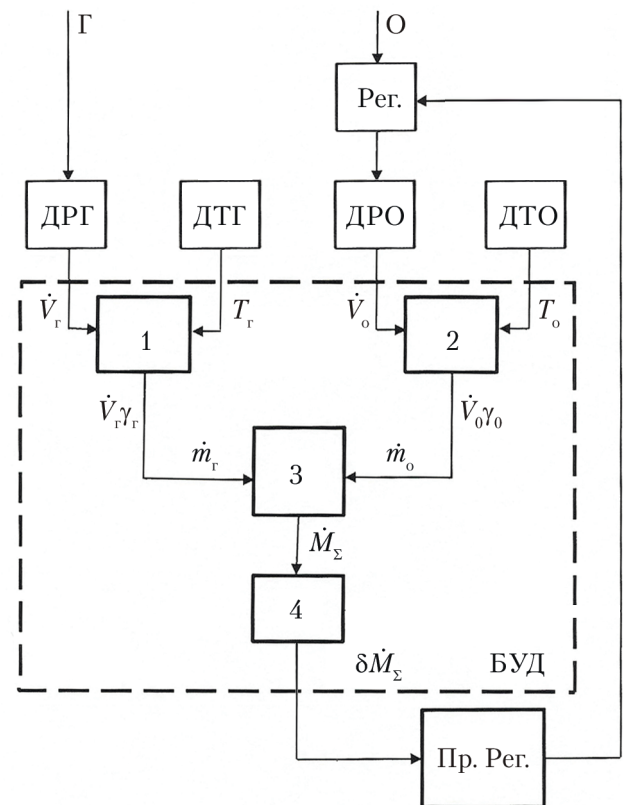 Г
О
Рег.
ДРГ
ДТГ
ДРО
ДТО
V̇г
Tг
V̇о
Tо
1
2
V̇гγг
V̇0γ0
ṁг
ṁо
3
ṀΣ
4
δṀΣ
БУД
Пр. Рег.